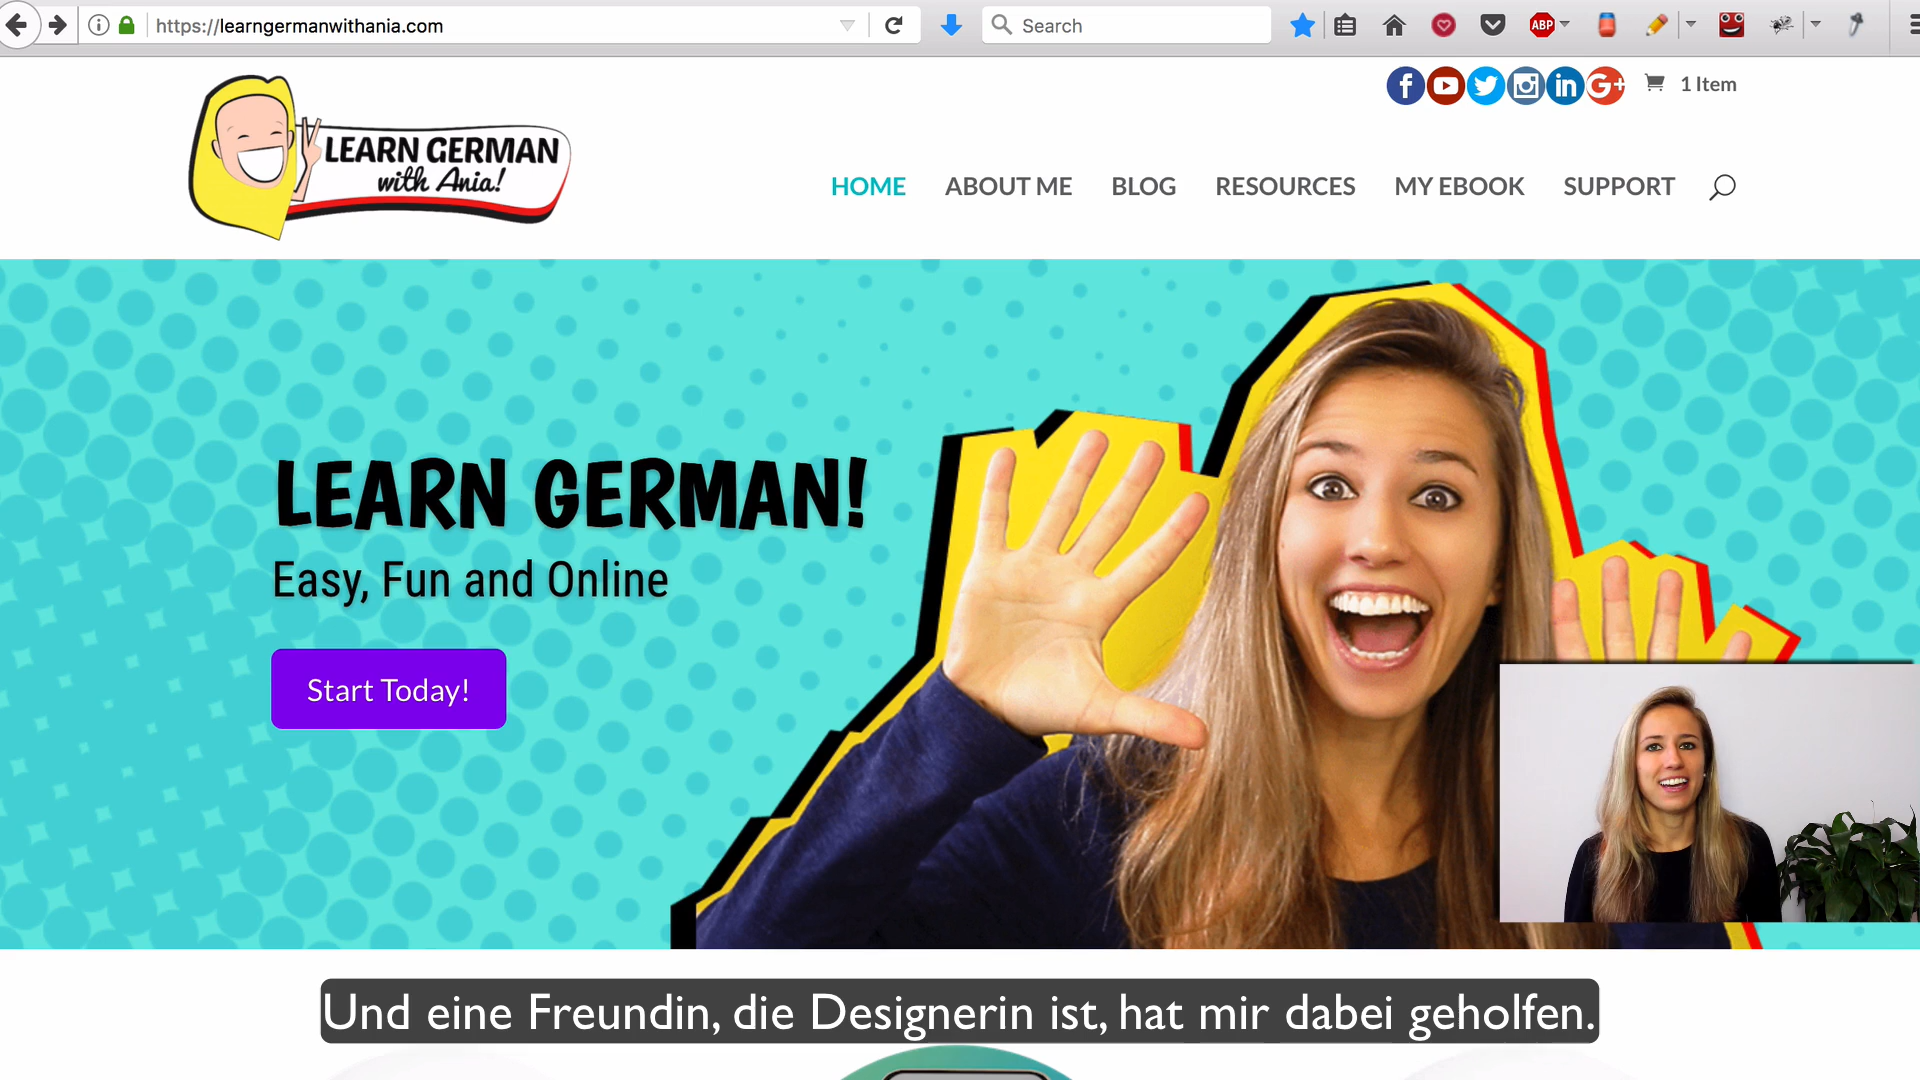 https://learngermanwithania.com
Search
ABP
1 Item
LEARN GERMAN
with Ania!
HOME
ABOUT ME
BLOG
RESOURCES
MY EBOOK
SUPPORT
LEARN GERMAN!
Easy, Fun and Online
Start Today!
Und eine Freundin, die Designerin ist, hat mir dabei geholfen.